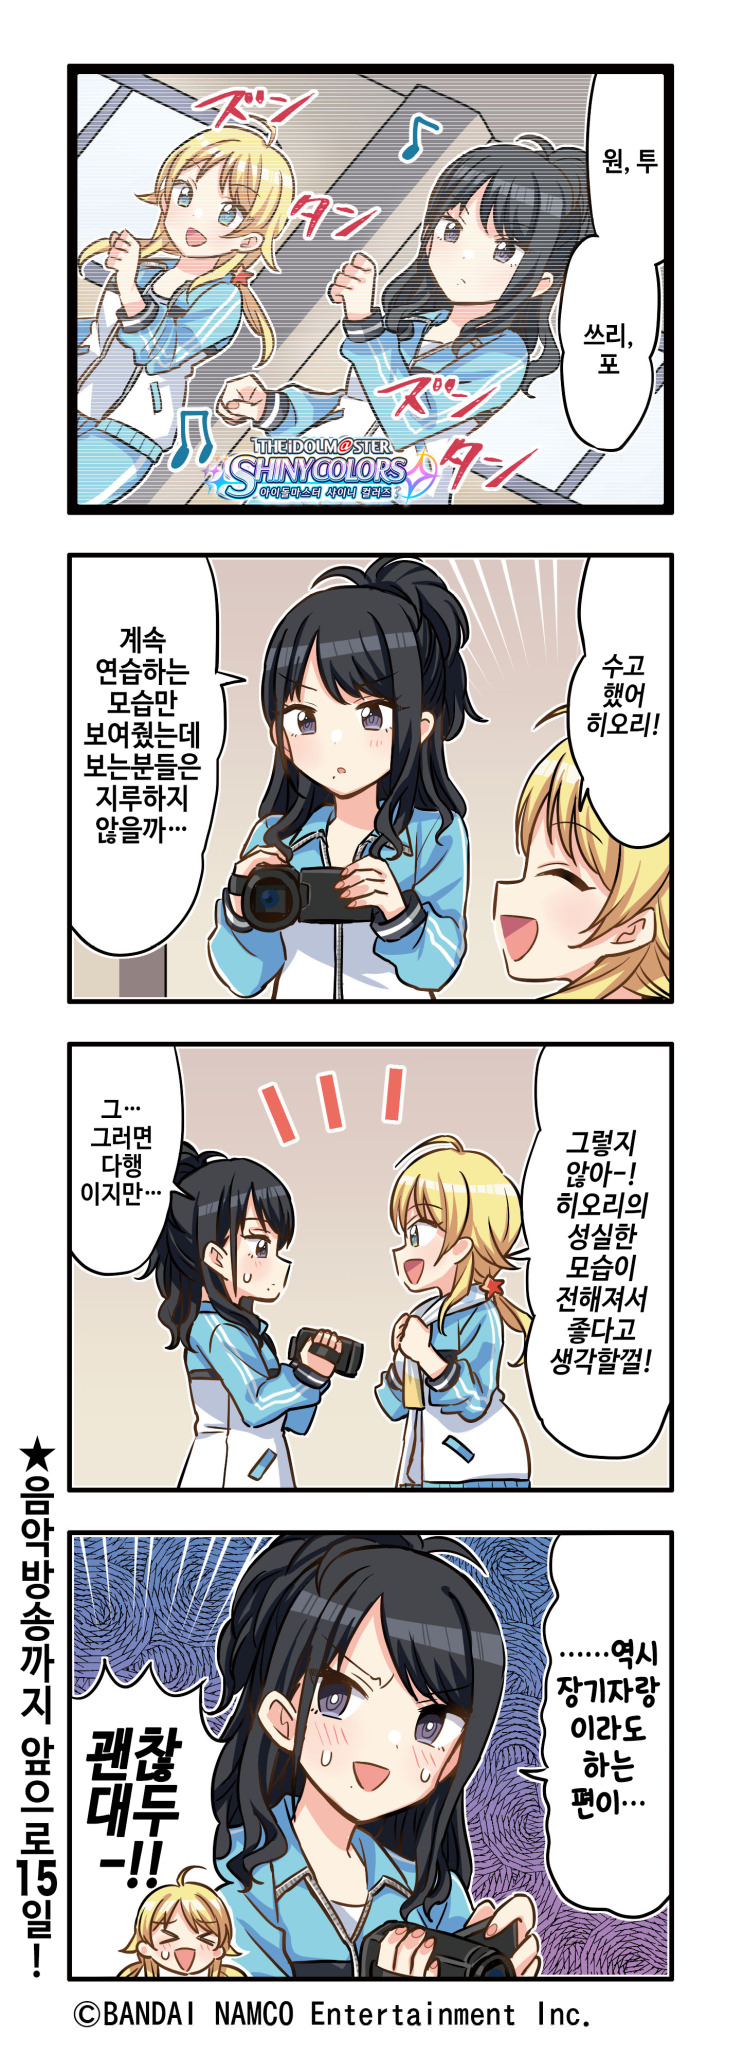 ズン
タン
원, 투
쓰리,
포
ズン
タン
THE iDOLM@STER
SHINYCOLORS
아이돌마스터 샤이니 컬러즈
수고
했어
히오리!
계속
연습하는
모습만
보여줬는데
보는분들은
지루하지
않을까…
그렇지
않아-!
히오리의
성실한
모습이
전해져서
좋다고
생각할껄!
그…
그러면
다행
이지만…
……역시
장기자랑
이라도
하는
편이…
괜찮
대두
-!!
★음악방송까지 앞으로 15일!
©BANDAI NAMCO Entertainment Inc.